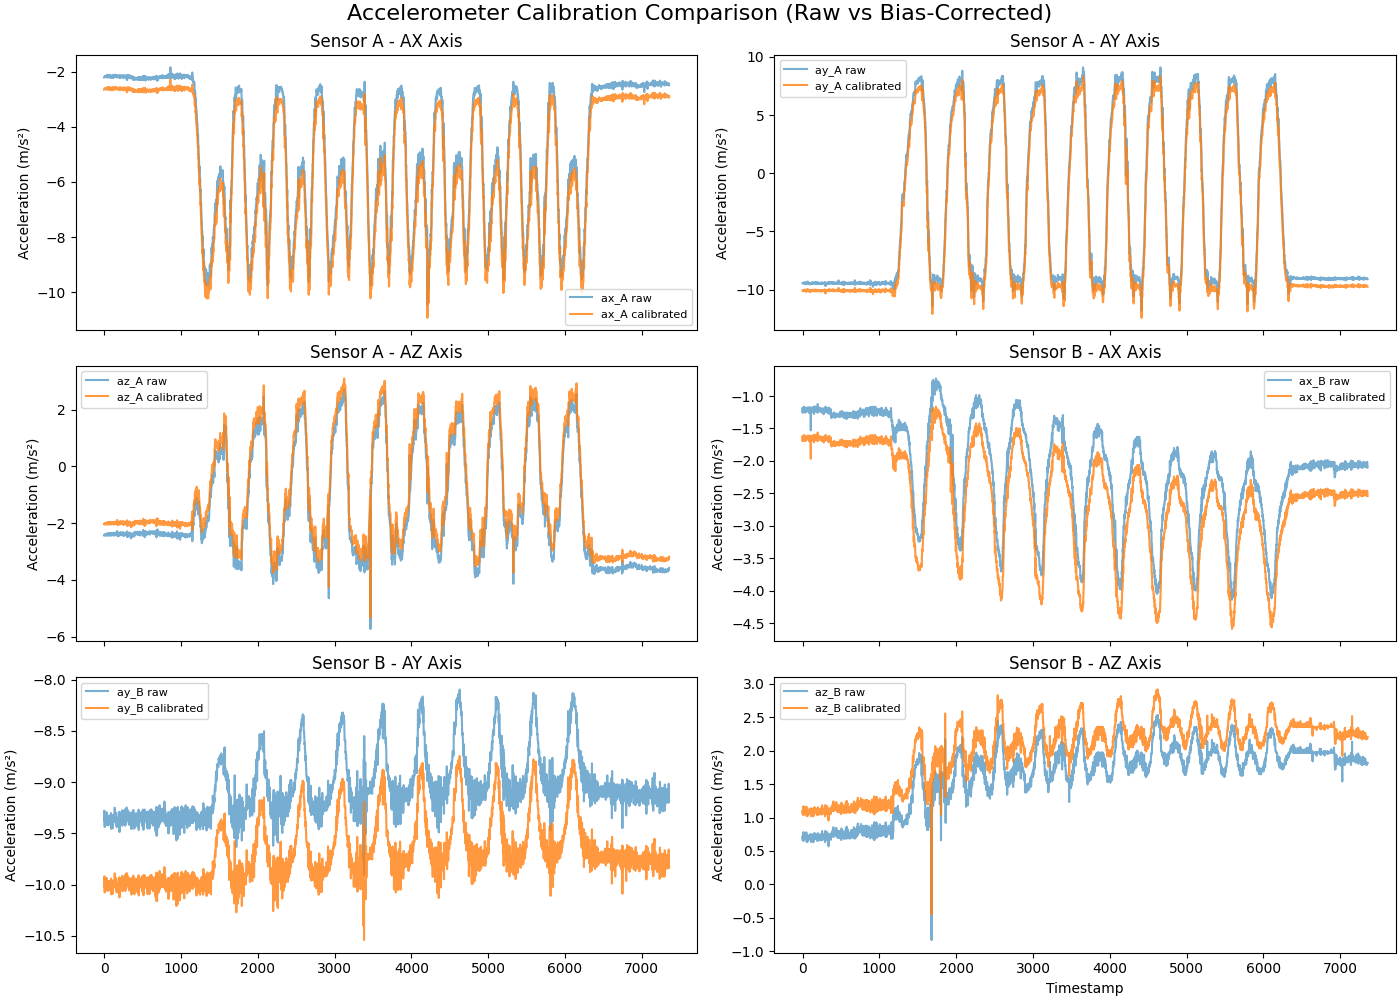 Accelerometer Calibration Comparison (Raw vs Bias-Corrected)
Sensor A - AX Axis
Acceleration (m/s²)
−2
−4
−6
−8
−10
ax_A raw
ax_A calibrated
Sensor A - AY Axis
Acceleration (m/s²)
10
5
0
−5
−10
ay_A raw
ay_A calibrated
Sensor A - AZ Axis
Acceleration (m/s²)
2
0
−2
−4
−6
az_A raw
az_A calibrated
Sensor B - AX Axis
Acceleration (m/s²)
−1.0
−1.5
−2.0
−2.5
−3.0
−3.5
−4.0
−4.5
ax_B raw
ax_B calibrated
Sensor B - AY Axis
Acceleration (m/s²)
−8.0
−8.5
−9.0
−9.5
−10.0
−10.5
ay_B raw
ay_B calibrated
0 1000 2000 3000 4000 5000 6000 7000
Sensor B - AZ Axis
Acceleration (m/s²)
3.0
2.5
2.0
1.5
1.0
0.5
0.0
−0.5
−1.0
az_B raw
az_B calibrated
0 1000 2000 3000 4000 5000 6000 7000
Timestamp